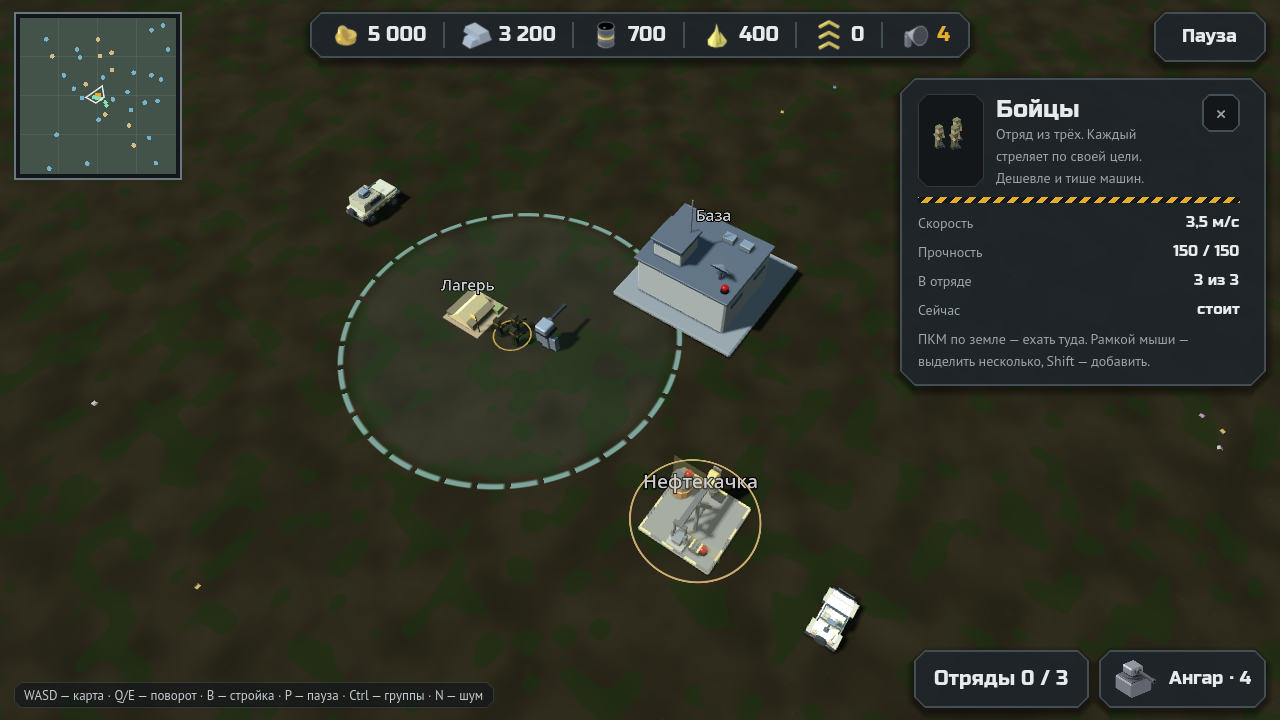 5 000
3 200
700
400
0
4
Пауза
Бойцы
×
Отряд из трёх. Каждый
стреляет по своей цели.
Дешевле и тише машин.
Скорость 3,5 м/с
Прочность 150 / 150
В отряде 3 из 3
Сейчас стоит
ПКМ по земле — ехать туда. Рамкой мыши —
выделить несколько, Shift — добавить.
База
Лагерь
Нефтекачка
WASD — карта · Q/E — поворот · B — стройка · P — пауза · Ctrl — группы · N — шум
Отряды 0 / 3
Ангар · 4